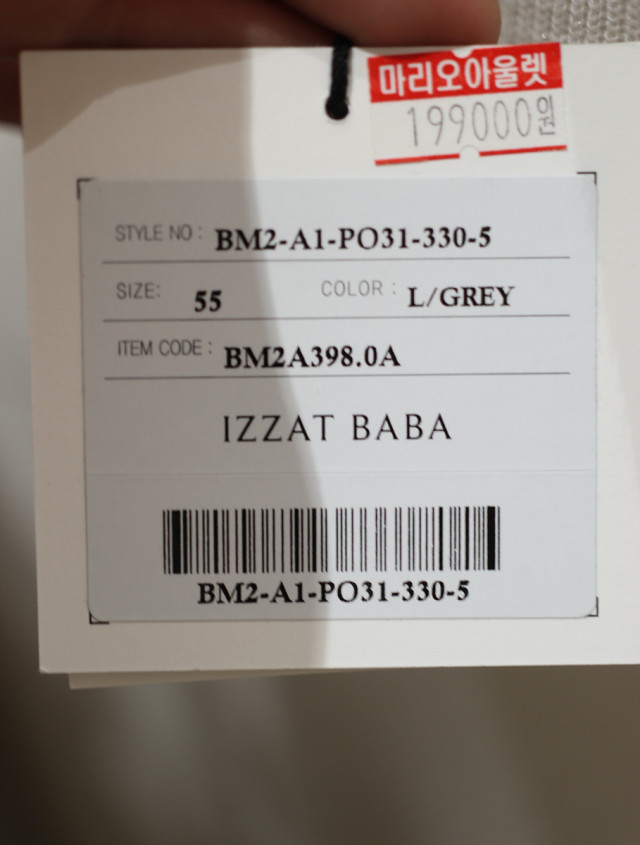 마리오아울렛
199000원
STYLE NO : BM2-A1-PO31-330-5
SIZE: 55 COLOR : L/GREY
ITEM CODE : BM2A398.0A
IZZAT BABA
BM2-A1-PO31-330-5